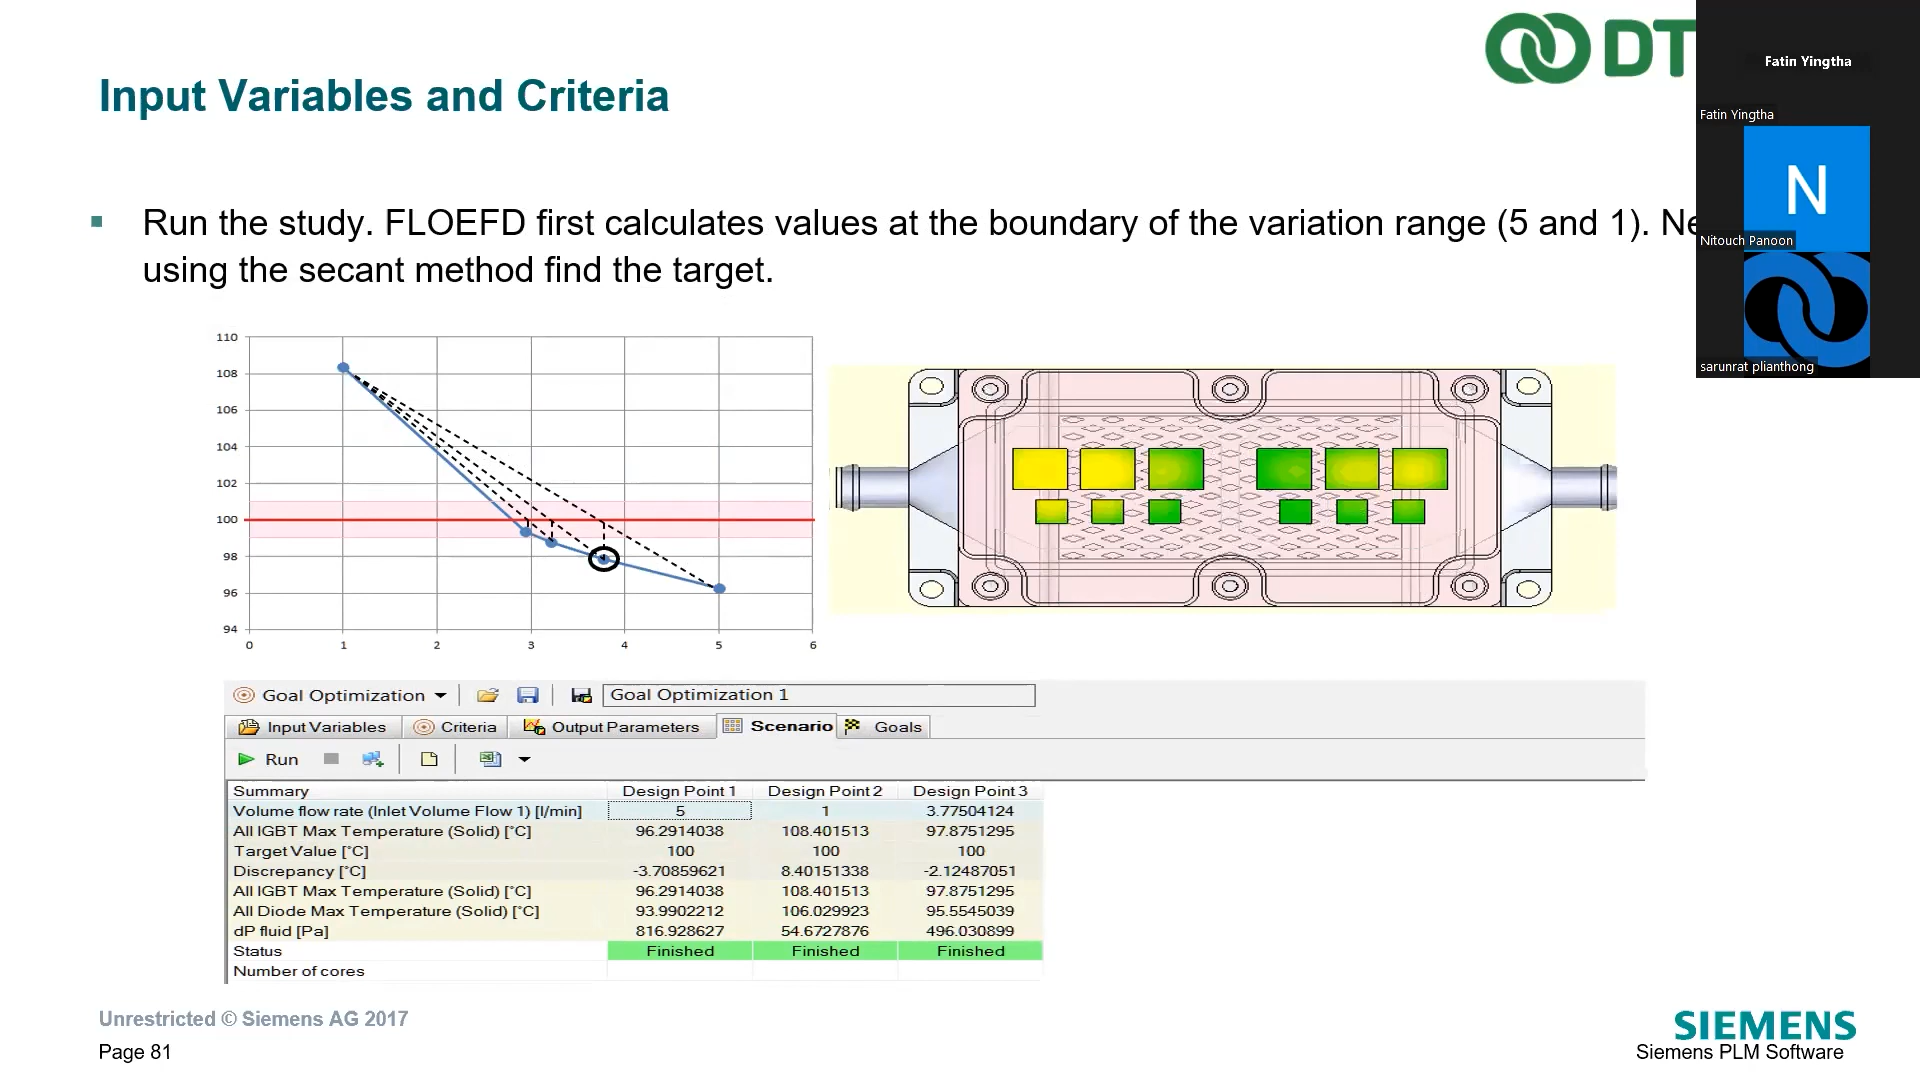 DT
Fatin Yingtha
Fatin Yingtha
Input Variables and Criteria
N
Run the study. FLOEFD first calculates values at the boundary of the variation range (5 and 1).
Nitouch Panoon
using the secant method find the target.
sarunrat plianthong
110
108
106
104
102
100
98
96
94
0 1 2 3 4 5 6
Goal Optimization Goal Optimization 1
Input Variables Criteria Output Parameters Scenario Goals
Run
Summary Design Point 1 Design Point 2 Design Point 3
Volume flow rate (Inlet Volume Flow 1) [l/min] 5 1 3.77504124
All IGBT Max Temperature (Solid) [°C] 96.2914038 108.401513 97.8751295
Target Value [°C] 100 100 100
Discrepancy [°C] -3.70859621 8.40151338 -2.12487051
All IGBT Max Temperature (Solid) [°C] 96.2914038 108.401513 97.8751295
All Diode Max Temperature (Solid) [°C] 93.9902212 106.029923 95.5545039
dP fluid [Pa] 816.928627 54.6727876 496.030899
Status Finished Finished Finished
Number of cores
Unrestricted © Siemens AG 2017
SIEMENS
Page 81
Siemens PLM Software